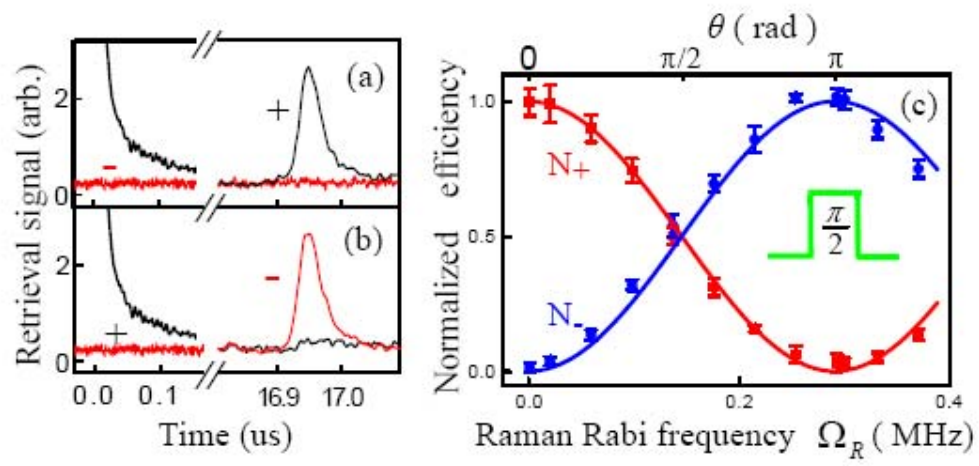 Retrieval signal (arb.)
2
0
(a)
+
-
2
0
(b)
-
+
0.0 0.1 16.9 17.0
Time (us)
θ ( rad )
0 π/2 π
Normalized efficiency
1.0
0.5
0.0
(c)
N+
N-
π
2
0.0 0.2 0.4
Raman Rabi frequency Ω_R ( MHz)